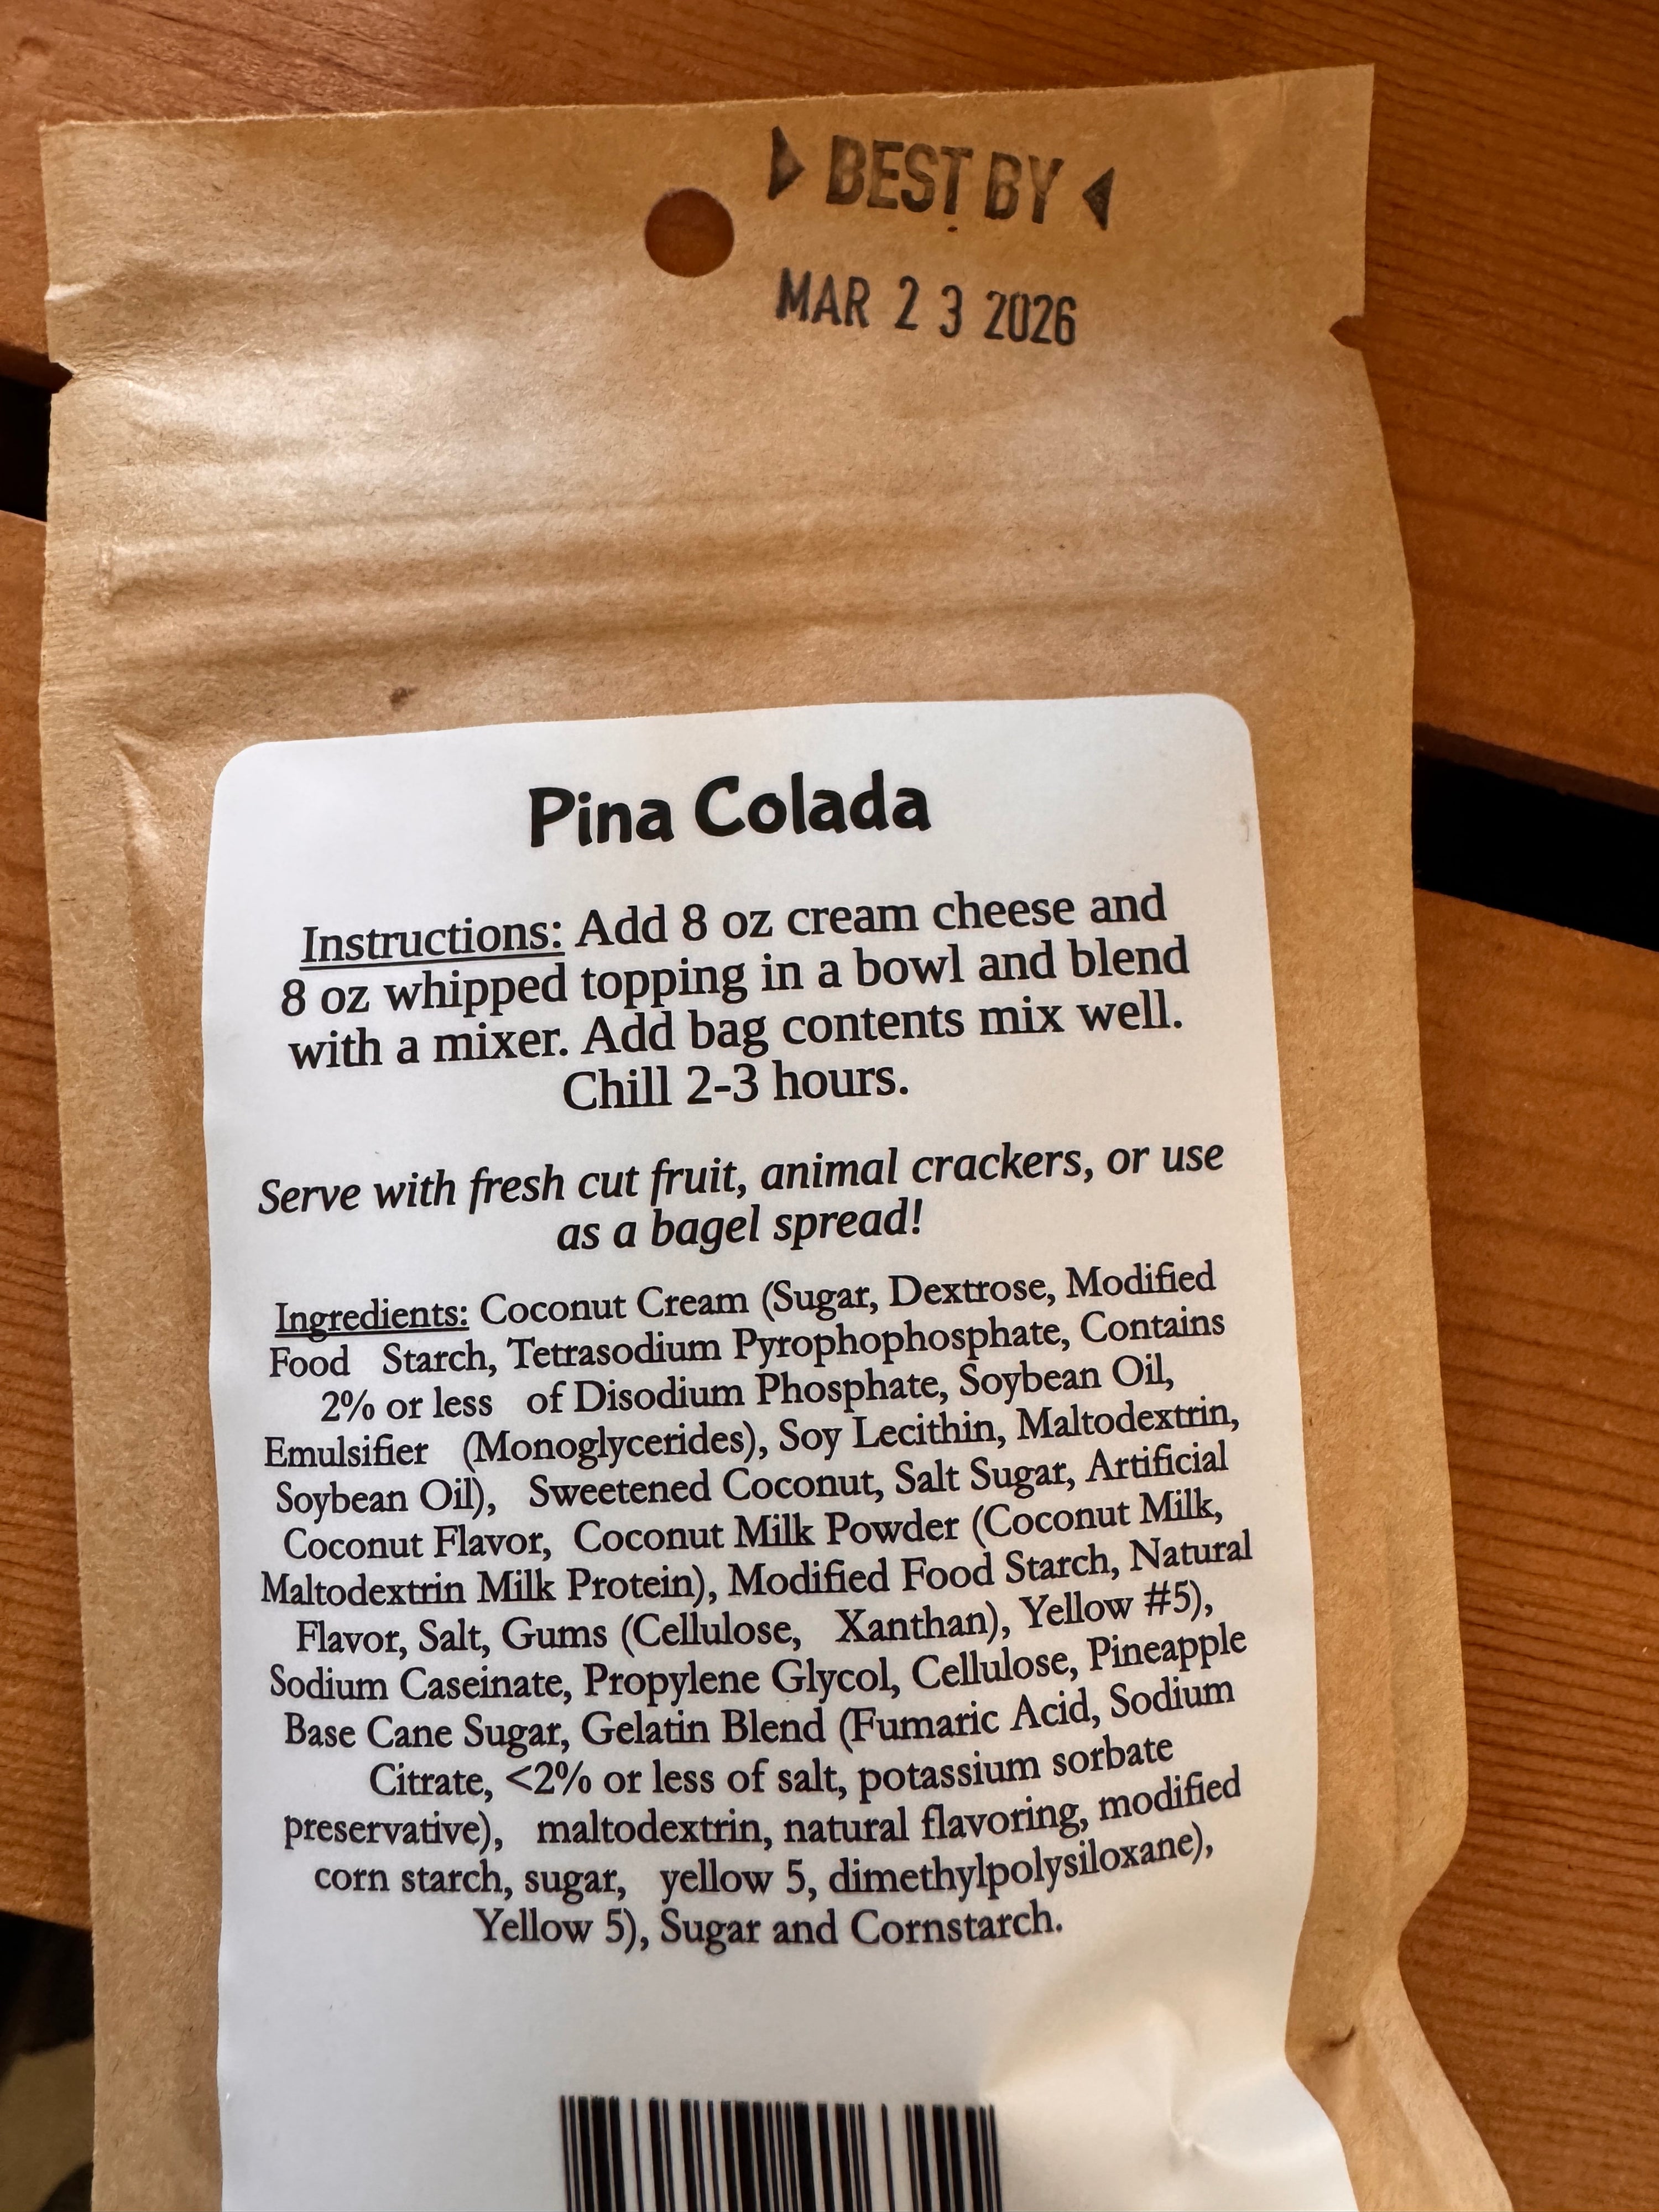 BEST BY
MAR 23 2026
Pina Colada
Instructions: Add 8 oz cream cheese and
8 oz whipped topping in a bowl and blend
with a mixer. Add bag contents mix well.
Chill 2-3 hours.
Serve with fresh cut fruit, animal crackers, or use
as a bagel spread!
Ingredients: Coconut Cream (Sugar, Dextrose, Modified
Food Starch, Tetrasodium Pyrophophosphate, Contains
2% or less of Disodium Phosphate, Soybean Oil,
Emulsifier (Monoglycerides), Soy Lecithin, Maltodextrin,
Soybean Oil), Sweetened Coconut, Salt Sugar, Artificial
Coconut Flavor, Coconut Milk Powder (Coconut Milk,
Maltodextrin Milk Protein), Modified Food Starch, Natural
Flavor, Salt, Gums (Cellulose, Xanthan), Yellow #5),
Sodium Caseinate, Propylene Glycol, Cellulose, Pineapple
Base Cane Sugar, Gelatin Blend (Fumaric Acid, Sodium
Citrate, <2% or less of salt, potassium sorbate
preservative), maltodextrin, natural flavoring, modified
corn starch, sugar, yellow 5, dimethylpolysiloxane),
Yellow 5), Sugar and Cornstarch.